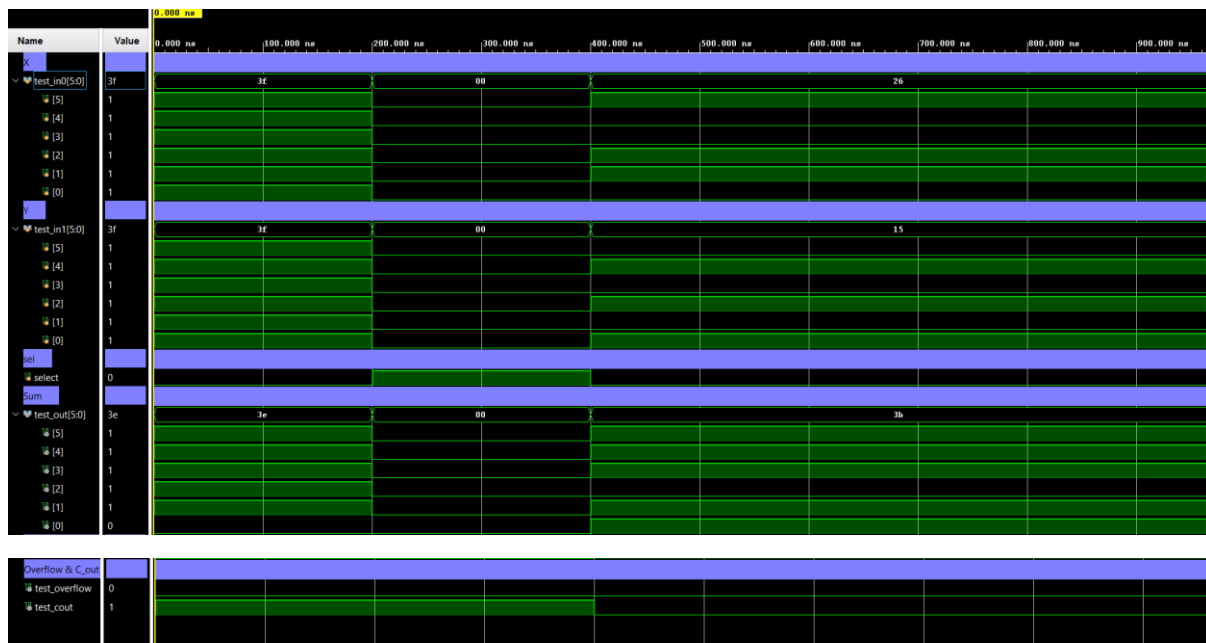 0.000 ns
Name Value 0.000 ns 100.000 ns 200.000 ns 300.000 ns 400.000 ns 500.000 ns 600.000 ns 700.000 ns 800.000 ns 900.000 ns
X
test_in0[5:0] 3f 3f 00 26
[5] 1
[4] 1
[3] 1
[2] 1
[1] 1
[0] 1
Y
test_in1[5:0] 3f 3f 00 15
[5] 1
[4] 1
[3] 1
[2] 1
[1] 1
[0] 1
sel
select 0
Sum
test_out[5:0] 3e 3e 00 3b
[5] 1
[4] 1
[3] 1
[2] 1
[1] 1
[0] 0
Overflow & C_out
test_overflow 0
test_cout 1